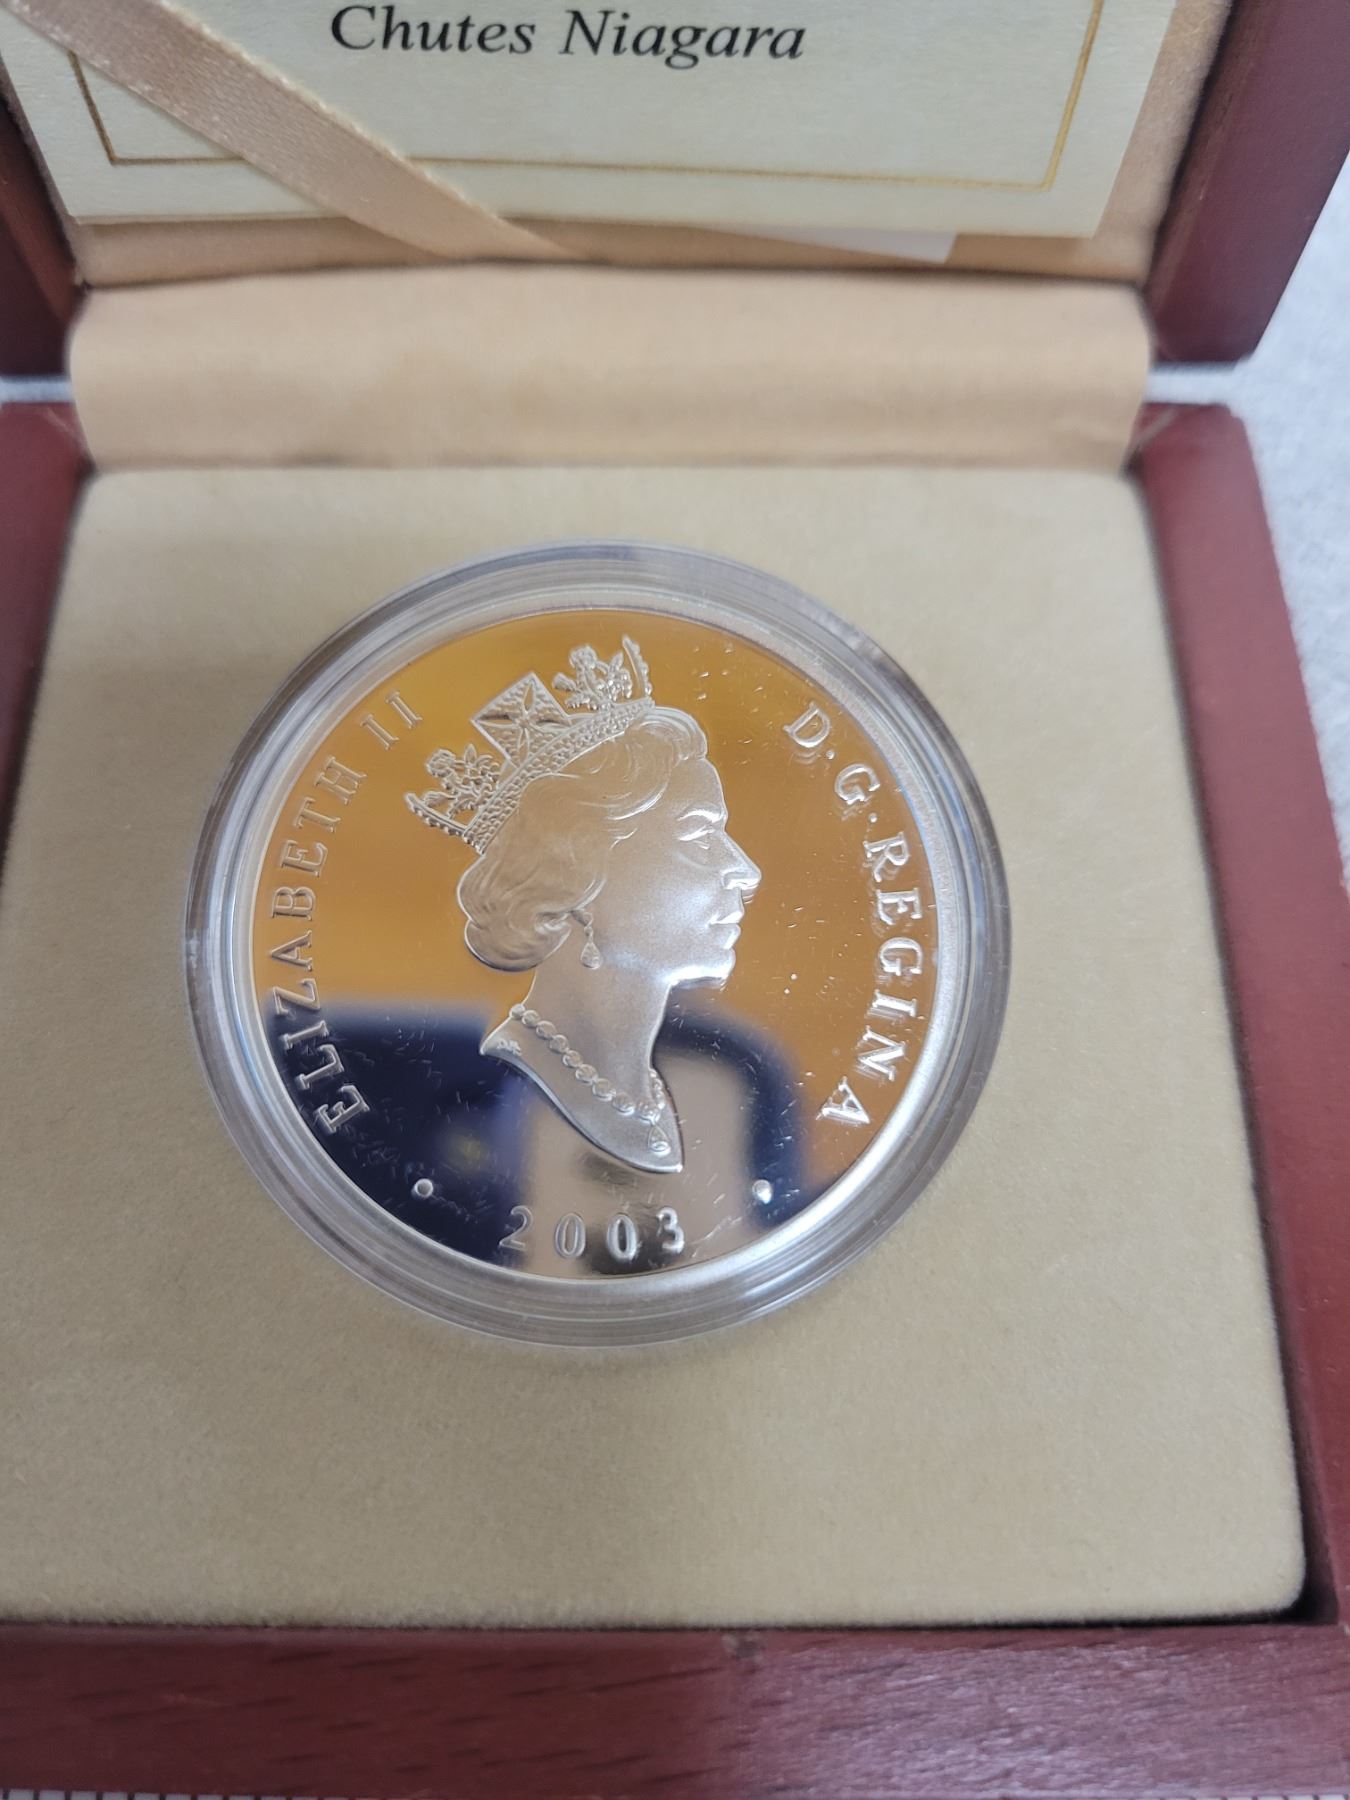 Chutes Niagara
ELIZABETH II
D·G·REGINA
2003